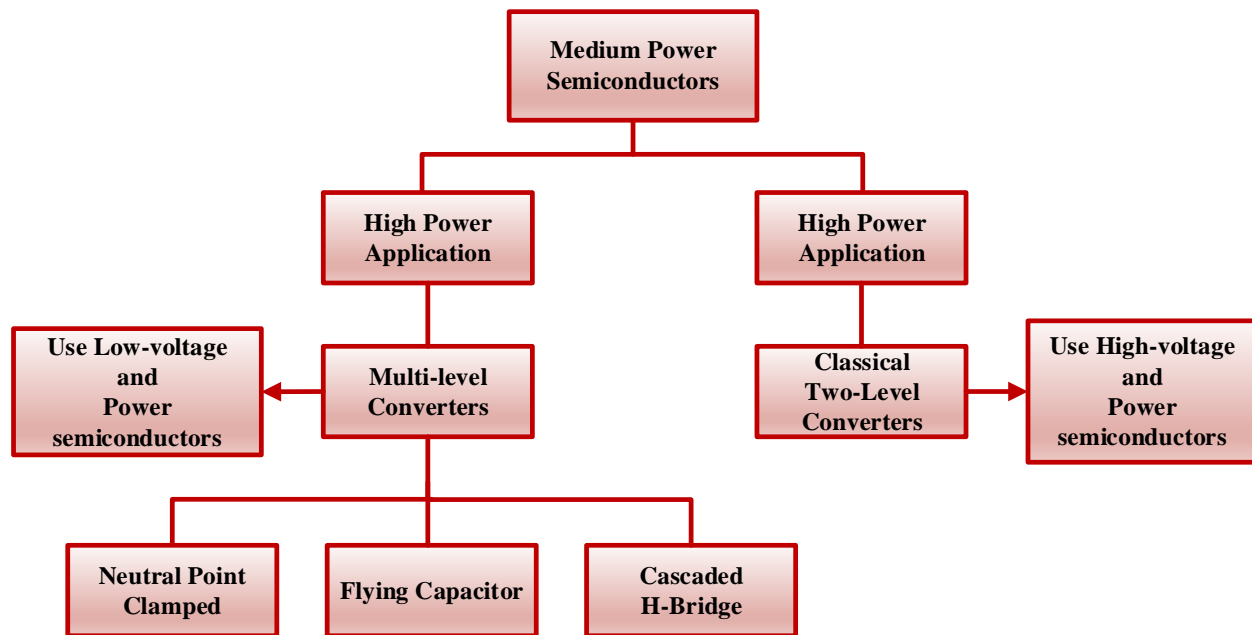 Medium Power
Semiconductors
High Power
Application
High Power
Application
Use Low-voltage
and
Power
semiconductors
Multi-level
Converters
Classical
Two-Level
Converters
Use High-voltage
and
Power
semiconductors
Neutral Point
Clamped
Flying Capacitor
Cascaded
H-Bridge